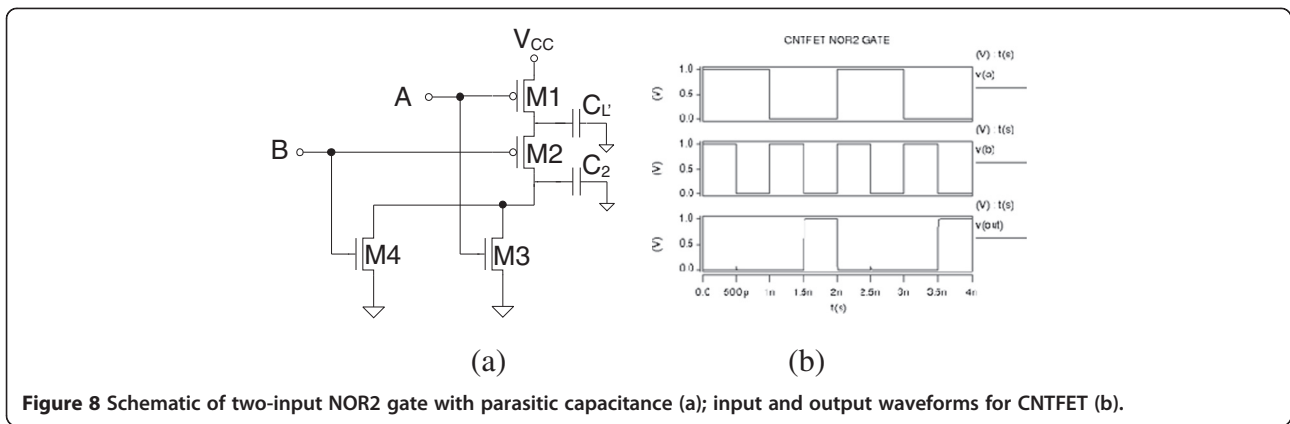 V_CC
A
M1
C_L'
B
M2
C_2
M4
M3
(a)
CNTFET NOR2 GATE
(V) : t(s)
v(a)
(V)
1.0
0.5
0.0
(V) : t(s)
v(b)
(V)
1.0
0.5
0.0
(V) : t(s)
v(out)
(V)
1.0
0.5
0.0
0.0 500p 1n 1.5n 2n 2.5n 3n 3.5n 4n
t(s)
(b)
Figure 8 Schematic of two-input NOR2 gate with parasitic capacitance (a); input and output waveforms for CNTFET (b).